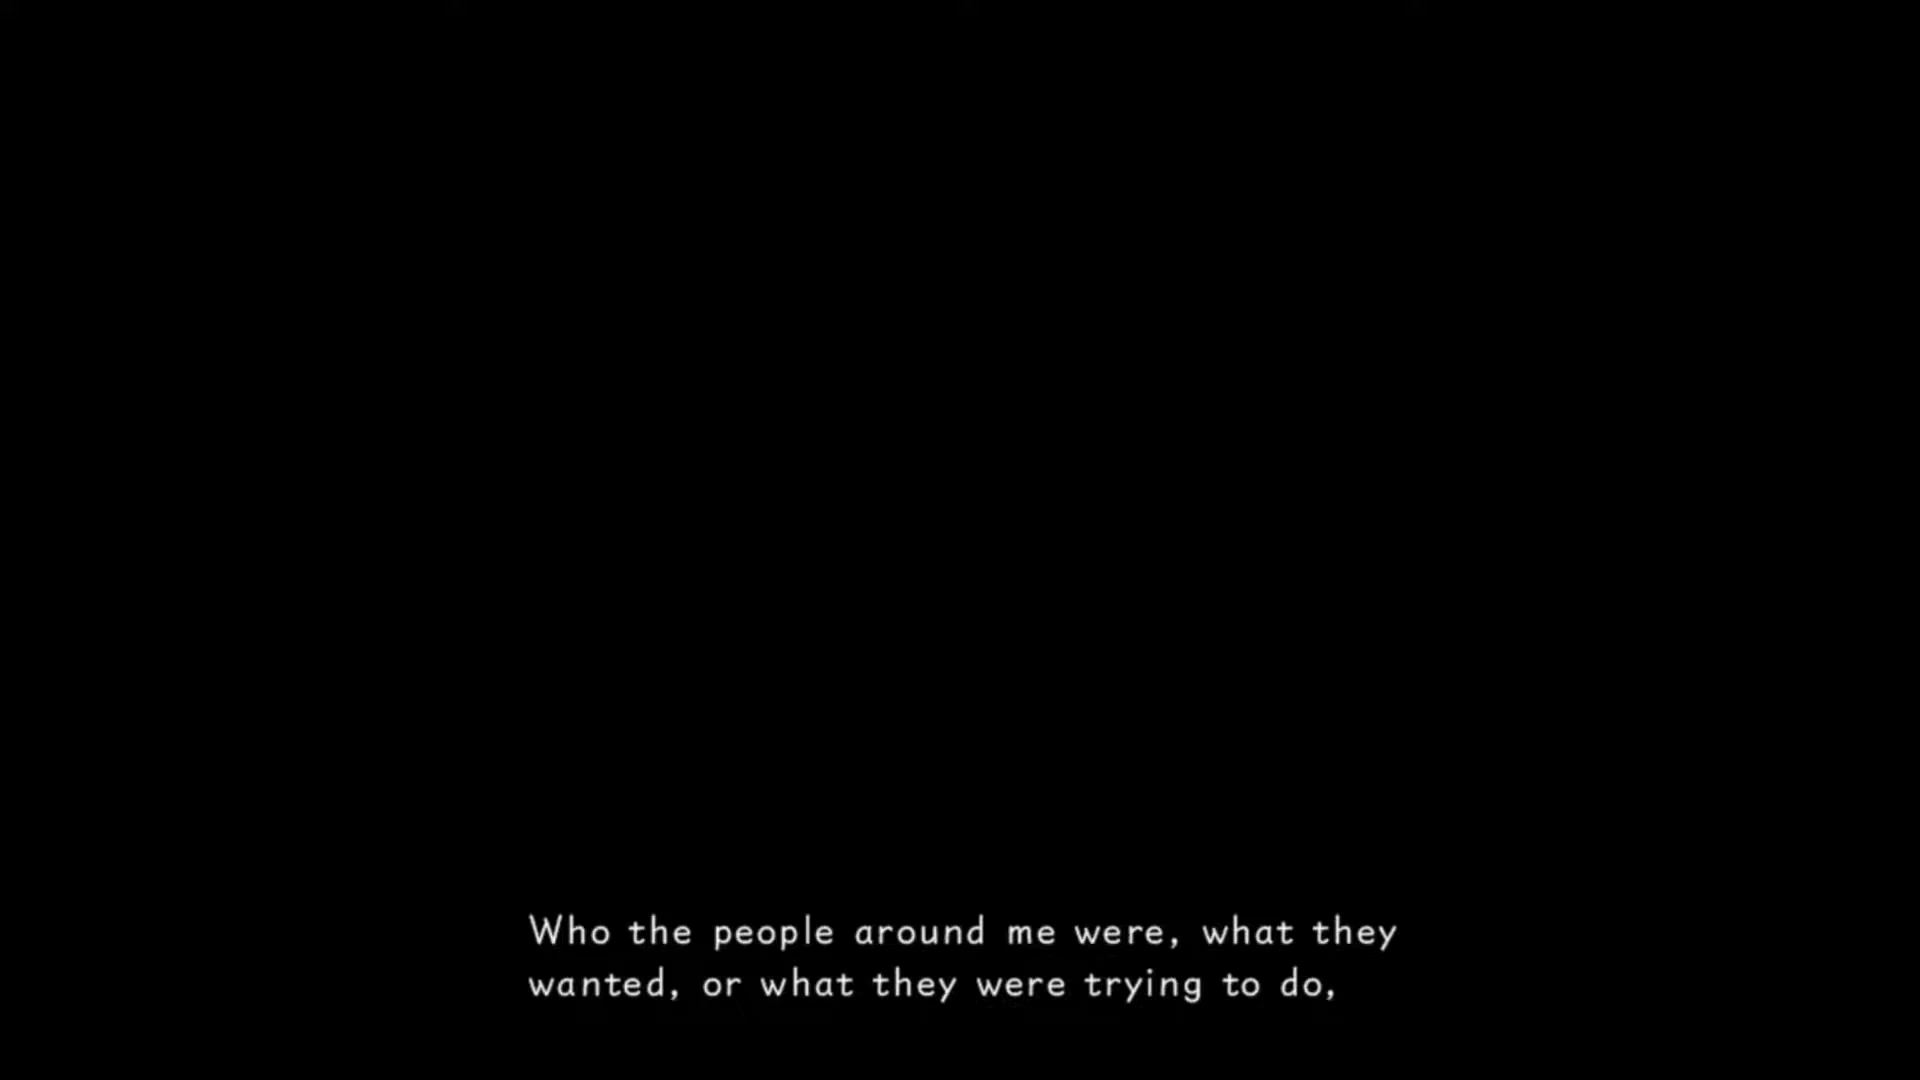 Who the people around me were, what they
wanted, or what they were trying to do,